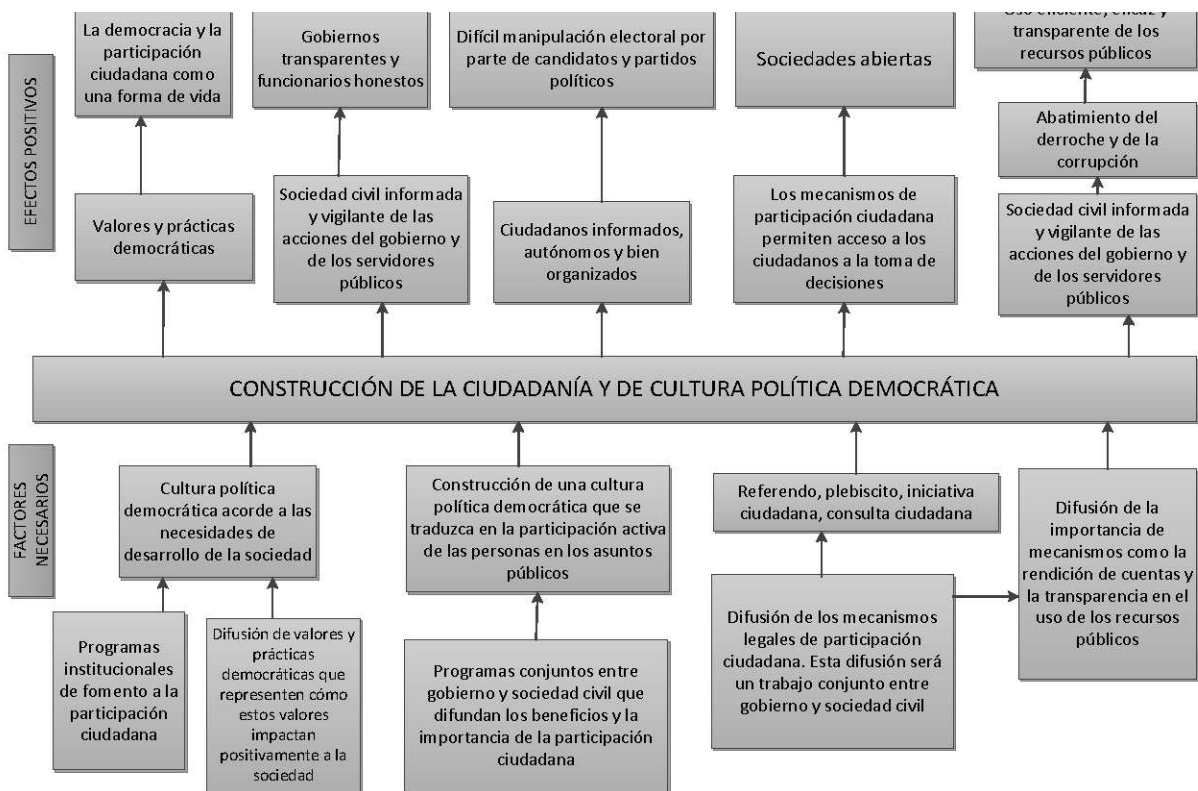 EFECTOS POSITIVOS
La democracia y la
participación
ciudadana como
una forma de vida
Gobiernos
transparentes y
funcionarios honestos
Difícil manipulación electoral por
parte de candidatos y partidos
políticos
Sociedades abiertas
Uso eficiente, eficaz y
transparente de los
recursos públicos
Abatimiento del
derroche y de la
corrupción
Valores y prácticas
democráticas
Sociedad civil informada
y vigilante de las
acciones del gobierno y
de los servidores
públicos
Ciudadanos informados,
autónomos y bien
organizados
Los mecanismos de
participación ciudadana
permiten acceso a los
ciudadanos a la toma de
decisiones
Sociedad civil informada
y vigilante de las
acciones del gobierno y
de los servidores
públicos
CONSTRUCCIÓN DE LA CIUDADANÍA Y DE CULTURA POLÍTICA DEMOCRÁTICA
FACTORES
NECESARIOS
Cultura política
democrática acorde a las
necesidades de
desarrollo de la sociedad
Construcción de una cultura
política democrática que se
traduzca en la participación activa
de las personas en los asuntos
públicos
Referendo, plebiscito, iniciativa
ciudadana, consulta ciudadana
Difusión de la
importancia de
mecanismos como la
rendición de cuentas y
la transparencia en el
uso de los recursos
públicos
Programas
institucionales
de fomento a la
participación
ciudadana
Difusión de valores y
prácticas
democráticas que
representen cómo
estos valores
impactan
positivamente a la
sociedad
Programas conjuntos entre
gobierno y sociedad civil que
difundan los beneficios y la
importancia de la participación
ciudadana
Difusión de los mecanismos
legales de participación
ciudadana. Esta difusión será
un trabajo conjunto entre
gobierno y sociedad civil